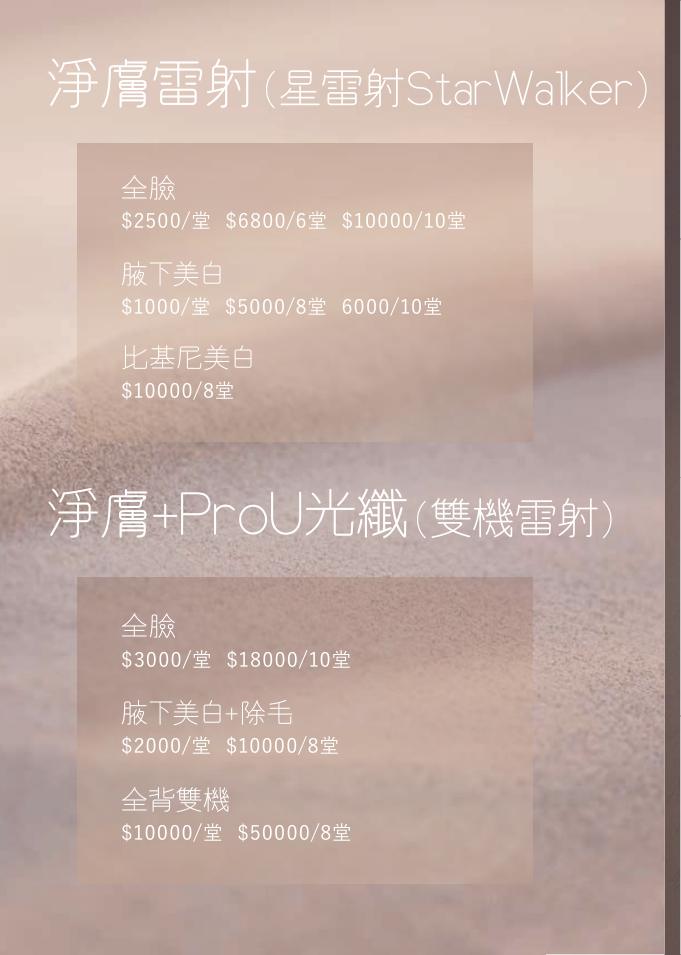 淨膚雷射(星雷射StarWalker)
全臉
$2500/堂 $6800/6堂 $10000/10堂
腋下美白
$1000/堂 $5000/8堂 6000/10堂
比基尼美白
$10000/8堂
淨膚+ProU光纖(雙機雷射)
全臉
$3000/堂 $18000/10堂
腋下美白+除毛
$2000/堂 $10000/8堂
全背雙機
$10000/堂 $50000/8堂